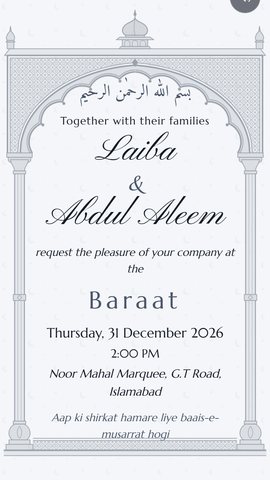 بسم الله الرحمن الرحيم
Together with their families
Laiba
&
Abdul Aleem
request the pleasure of your company at
the
Baraat
Thursday, 31 December 2026
2:00 PM
Noor Mahal Marquee, G.T Road,
Islamabad
Aap ki shirkat hamare liye baais-e-
musarrat hogi